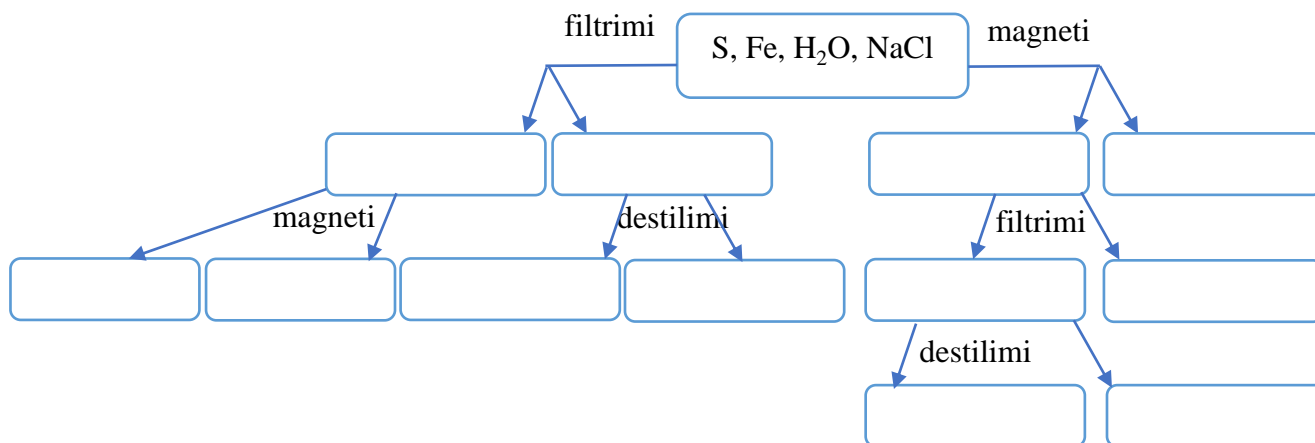 filtrimi
S, Fe, H₂O, NaCl
magneti
magneti
destilimi
filtrimi
destilimi